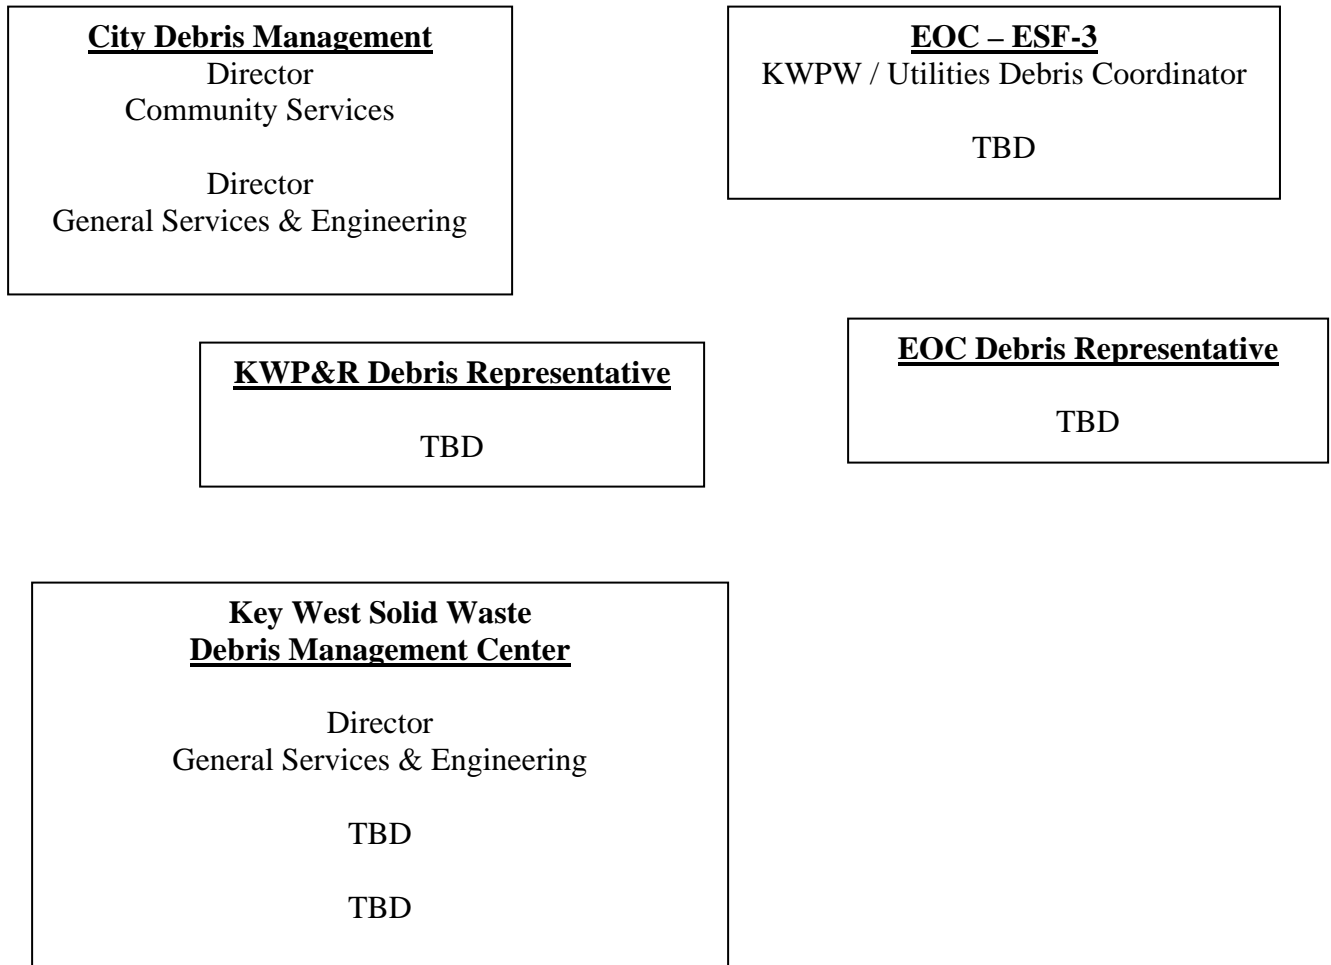 City Debris Management
Director
Community Services
Director
General Services & Engineering
EOC – ESF-3
KWPW / Utilities Debris Coordinator
TBD
KWP&R Debris Representative
TBD
EOC Debris Representative
TBD
Key West Solid Waste
Debris Management Center
Director
General Services & Engineering
TBD
TBD